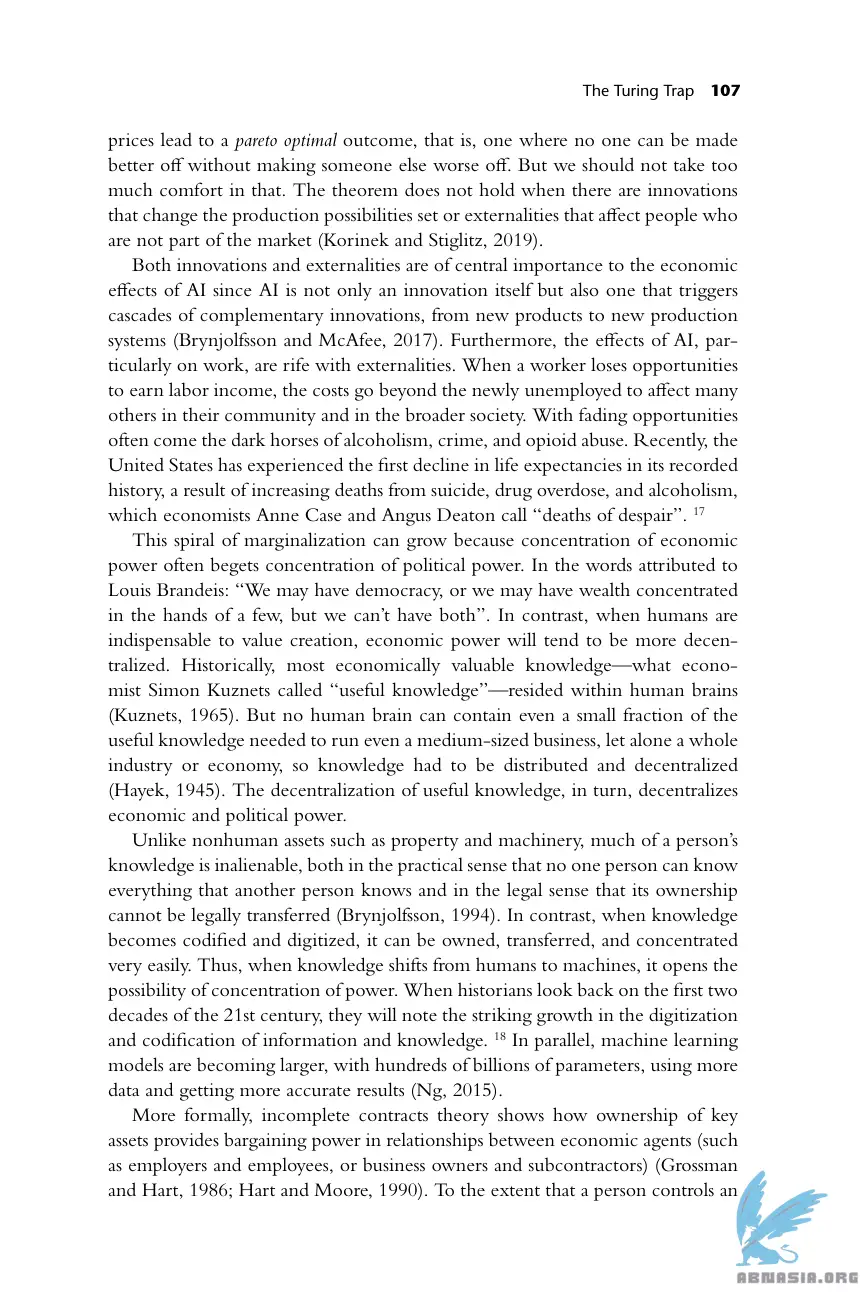 The Turing Trap 107
prices lead to a pareto optimal outcome, that is, one where no one can be made
better off without making someone else worse off. But we should not take too
much comfort in that. The theorem does not hold when there are innovations
that change the production possibilities set or externalities that affect people who
are not part of the market (Korinek and Stiglitz, 2019).
Both innovations and externalities are of central importance to the economic
effects of AI since AI is not only an innovation itself but also one that triggers
cascades of complementary innovations, from new products to new production
systems (Brynjolfsson and McAfee, 2017). Furthermore, the effects of AI, par-
ticularly on work, are rife with externalities. When a worker loses opportunities
to earn labor income, the costs go beyond the newly unemployed to affect many
others in their community and in the broader society. With fading opportunities
often come the dark horses of alcoholism, crime, and opioid abuse. Recently, the
United States has experienced the first decline in life expectancies in its recorded
history, a result of increasing deaths from suicide, drug overdose, and alcoholism,
which economists Anne Case and Angus Deaton call “deaths of despair”. 17
This spiral of marginalization can grow because concentration of economic
power often begets concentration of political power. In the words attributed to
Louis Brandeis: “We may have democracy, or we may have wealth concentrated
in the hands of a few, but we can’t have both”. In contrast, when humans are
indispensable to value creation, economic power will tend to be more decen-
tralized. Historically, most economically valuable knowledge—what econo-
mist Simon Kuznets called “useful knowledge”—resided within human brains
(Kuznets, 1965). But no human brain can contain even a small fraction of the
useful knowledge needed to run even a medium-sized business, let alone a whole
industry or economy, so knowledge had to be distributed and decentralized
(Hayek, 1945). The decentralization of useful knowledge, in turn, decentralizes
economic and political power.
Unlike nonhuman assets such as property and machinery, much of a person’s
knowledge is inalienable, both in the practical sense that no one person can know
everything that another person knows and in the legal sense that its ownership
cannot be legally transferred (Brynjolfsson, 1994). In contrast, when knowledge
becomes codified and digitized, it can be owned, transferred, and concentrated
very easily. Thus, when knowledge shifts from humans to machines, it opens the
possibility of concentration of power. When historians look back on the first two
decades of the 21st century, they will note the striking growth in the digitization
and codification of information and knowledge. 18 In parallel, machine learning
models are becoming larger, with hundreds of billions of parameters, using more
data and getting more accurate results (Ng, 2015).
More formally, incomplete contracts theory shows how ownership of key
assets provides bargaining power in relationships between economic agents (such
as employers and employees, or business owners and subcontractors) (Grossman
and Hart, 1986; Hart and Moore, 1990). To the extent that a person controls an
ABNASIA.ORG